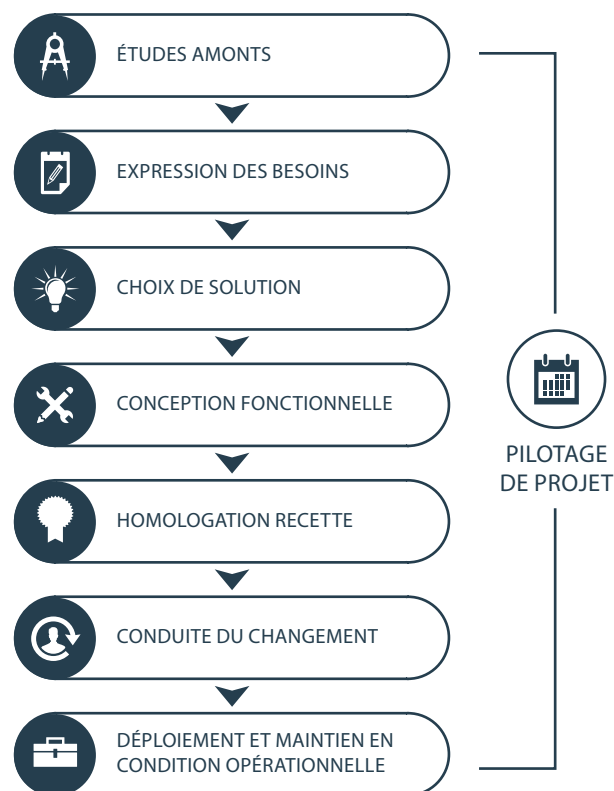 ÉTUDES AMONTS
EXPRESSION DES BESOINS
CHOIX DE SOLUTION
CONCEPTION FONCTIONNELLE
HOMOLOGATION RECETTE
CONDUITE DU CHANGEMENT
DÉPLOIEMENT ET MAINTIEN EN
CONDITION OPÉRATIONNELLE
PILOTAGE
DE PROJET